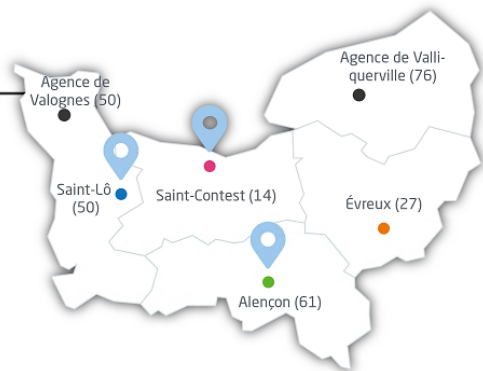 Agence de Valli-
querville (76)
Agence de
Valognes (50)
Saint-Lô
(50)
Saint-Contest (14)
Évreux (27)
Alençon (61)